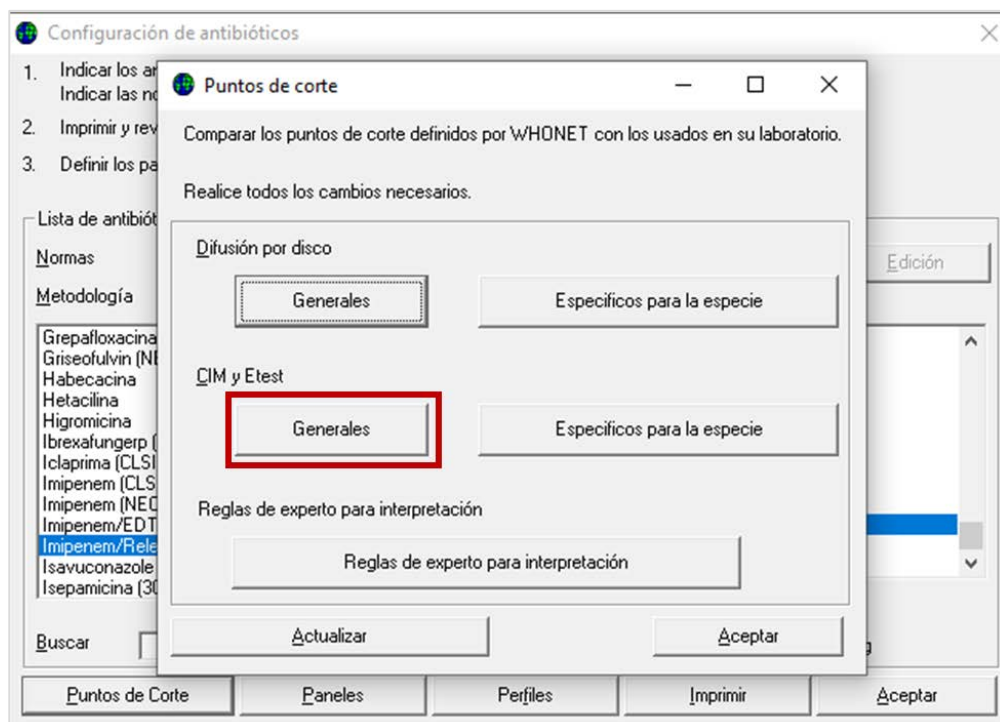 Configuración de antibióticos
1. Indicar los an
Indicar las no
2. Imprimir y rev
3. Definir los pa
Lista de antibiót
Normas
Metodología
Edición
Grepafloxacina
Griseofulvin (NE
Habecacina
Hetacilina
Higromicina
Ibrexafungerp (
Iclaprima (CLSI
Imipenem (CLS
Imipenem (NEO
Imipenem/EDT
Imipenem/Rele
Isavuconazole
Isepamicina (30
Buscar
Puntos de Corte
Paneles
Perfiles
Imprimir
Aceptar
Puntos de corte
Comparar los puntos de corte definidos por WHONET con los usados en su laboratorio.
Realice todos los cambios necesarios.
Difusión por disco
Generales
Especificos para la especie
CIM y Etest
Generales
Especificos para la especie
Reglas de experto para interpretación
Reglas de experto para interpretación
Actualizar
Aceptar